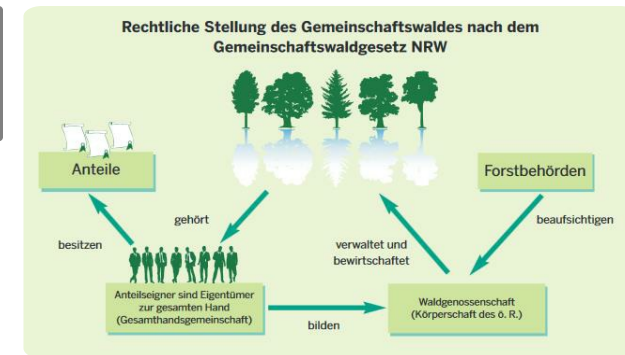 Rechtliche Stellung des Gemeinschaftswaldes nach dem
Gemeinschaftswaldgesetz NRW
Anteile
Forstbehörden
gehört
beaufsichtigen
besitzen
verwaltet und
bewirtschaftet
Anteilseigner sind Eigentümer
zur gesamten Hand
(Gesamthandsgemeinschaft)
bilden
Waldgenossenschaft
(Körperschaft des ö. R.)